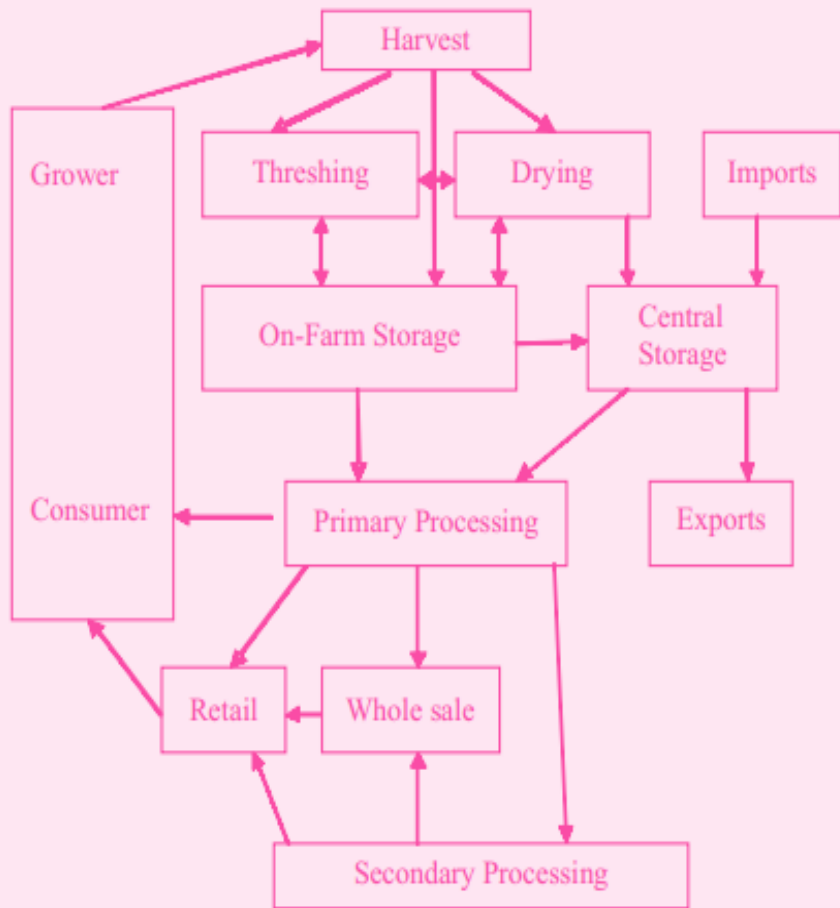 Harvest
Grower
Threshing
Drying
Imports
On-Farm Storage
Central
Storage
Consumer
Primary Processing
Exports
Retail
Whole sale
Secondary Processing